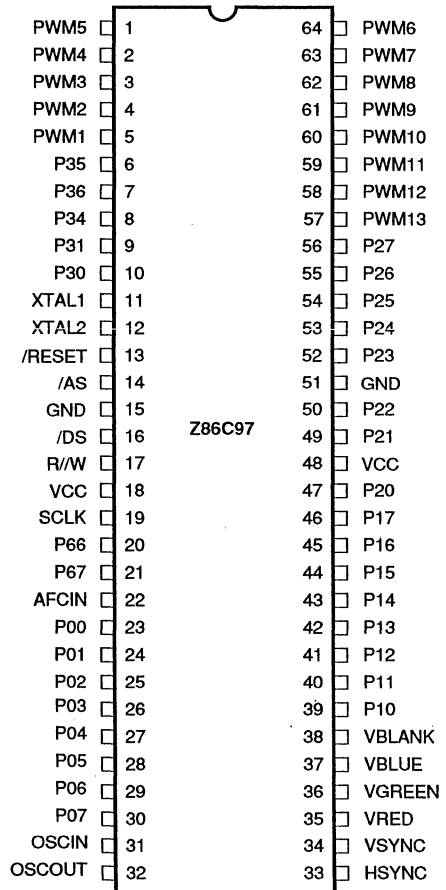 PWM5 1 64 PWM6
PWM4 2 63 PWM7
PWM3 3 62 PWM8
PWM2 4 61 PWM9
PWM1 5 60 PWM10
P35 6 59 PWM11
P36 7 58 PWM12
P34 8 57 PWM13
P31 9 56 P27
P30 10 55 P26
XTAL1 11 54 P25
XTAL2 12 53 P24
/RESET 13 52 P23
/AS 14 51 GND
GND 15 50 P22
Z86C97
/DS 16 49 P21
R//W 17 48 VCC
VCC 18 47 P20
SCLK 19 46 P17
P66 20 45 P16
P67 21 44 P15
AFCIN 22 43 P14
P00 23 42 P13
P01 24 41 P12
P02 25 40 P11
P03 26 39 P10
P04 27 38 VBLANK
P05 28 37 VBLUE
P06 29 36 VGREEN
P07 30 35 VRED
OSCIN 31 34 VSYNC
OSCOUT 32 33 HSYNC